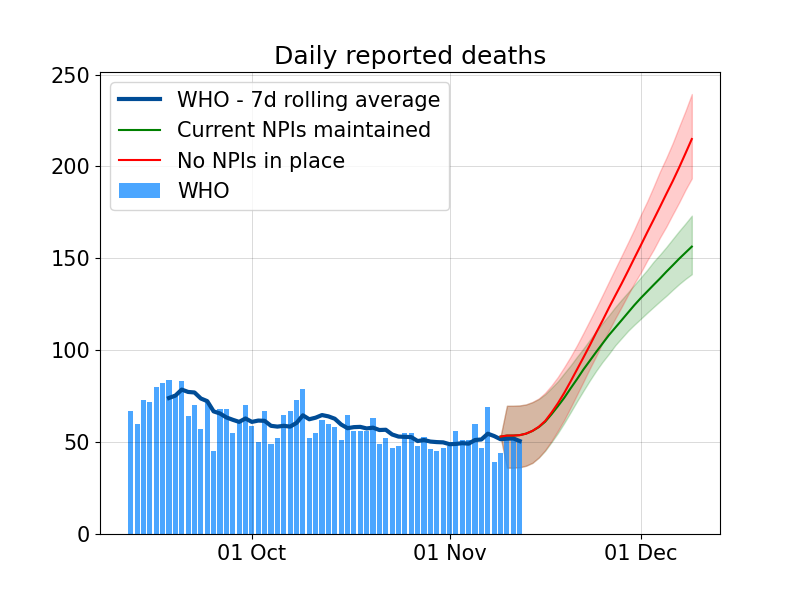 Daily reported deaths
250
200
150
100
50
0
WHO - 7d rolling average
Current NPIs maintained
No NPIs in place
WHO
01 Oct
01 Nov
01 Dec